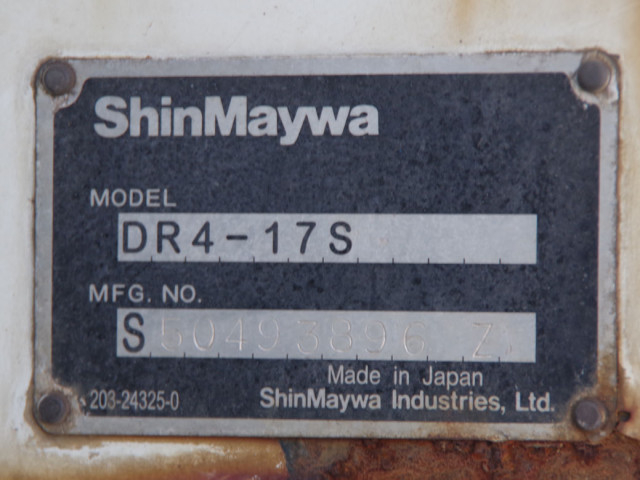 ShinMaywa
MODEL
DR4-17S
MFG. NO.
S50493896 Z
Made in Japan
203-24325-0
ShinMaywa Industries, Ltd.